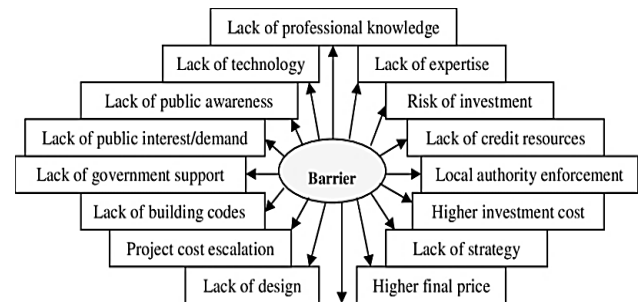 Lack of professional knowledge
Lack of technology
Lack of expertise
Lack of public awareness
Risk of investment
Lack of public interest/demand
Lack of credit resources
Lack of government support
Barrier
Local authority enforcement
Lack of building codes
Higher investment cost
Project cost escalation
Lack of strategy
Lack of design
Higher final price